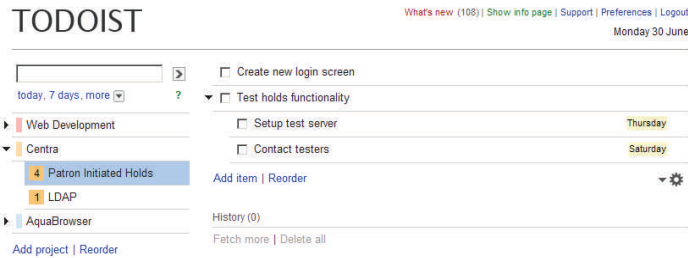 TODOIST
What's new (108) | Show info page | Support | Preferences | Logout
Monday 30 June
today, 7 days, more
?
Web Development
Centra
4 Patron Initiated Holds
1 LDAP
AquaBrowser
Add project | Reorder
Create new login screen
Test holds functionality
Setup test server Thursday
Contact testers Saturday
Add item | Reorder
History (0)
Fetch more | Delete all